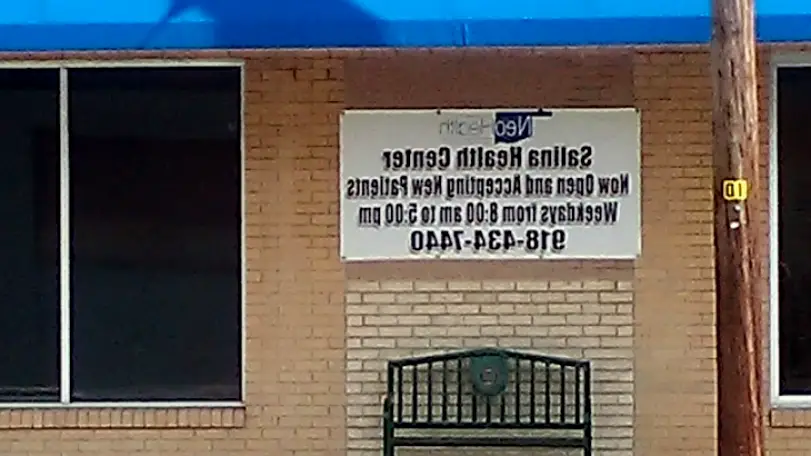 NeoHealth
Salina Health Center
Now Open and Accepting New Patients
Weekdays from 8:00 am to 5:00 pm
918-434-7440